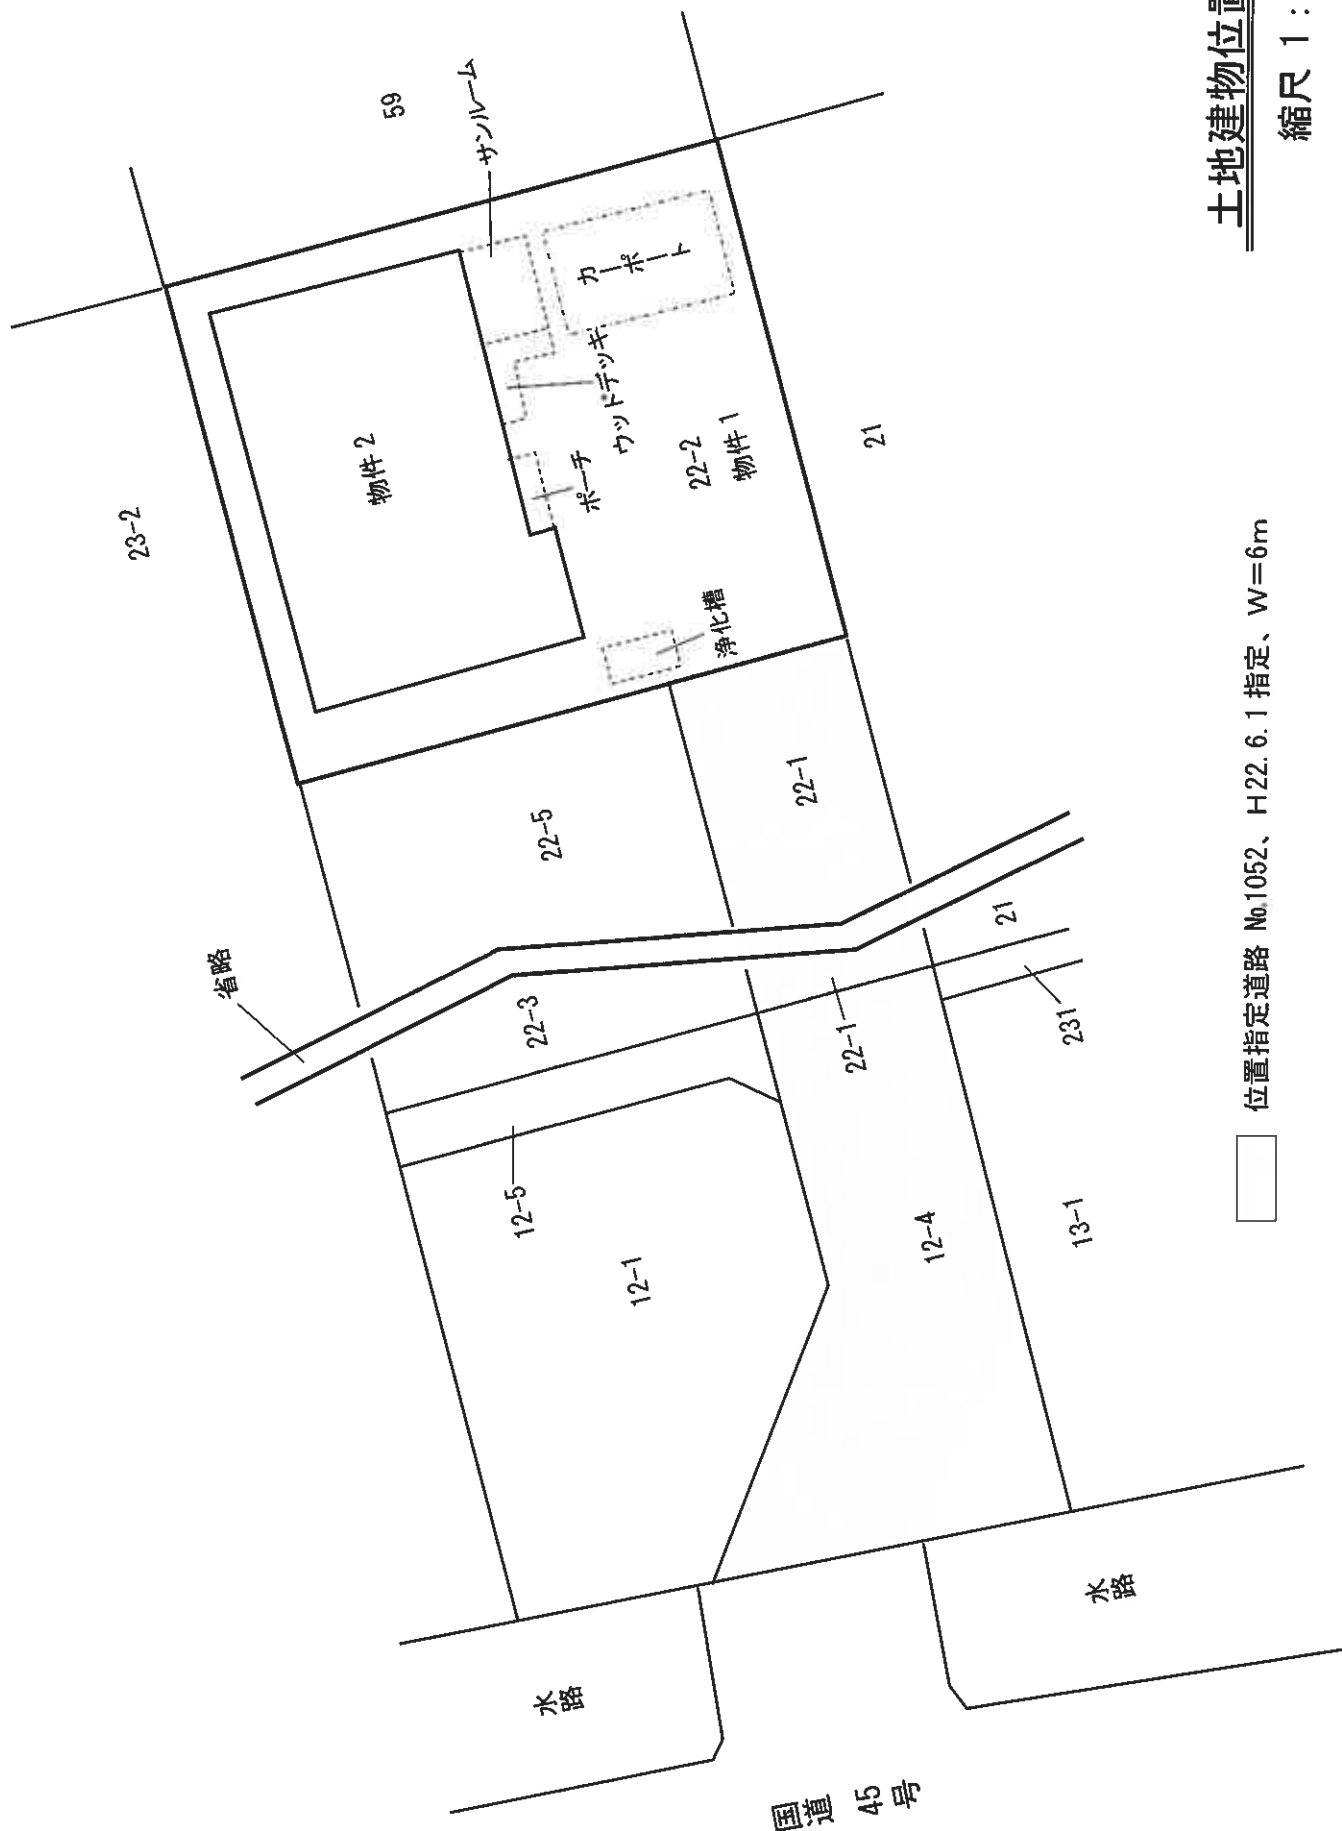 土地建物位置
縮尺 1:
59
サンルーム
23-2
物件 2
カーポート
ウットデッキ
ポーチ
22-2
物件 1
21
浄化槽
22-5
22-1
省略
22-3
22-1
21
231
12-5
12-1
12-4
13-1
水路
水路
国道 45 号
位置指定道路 №1052、H22.6.1指定、W=6m